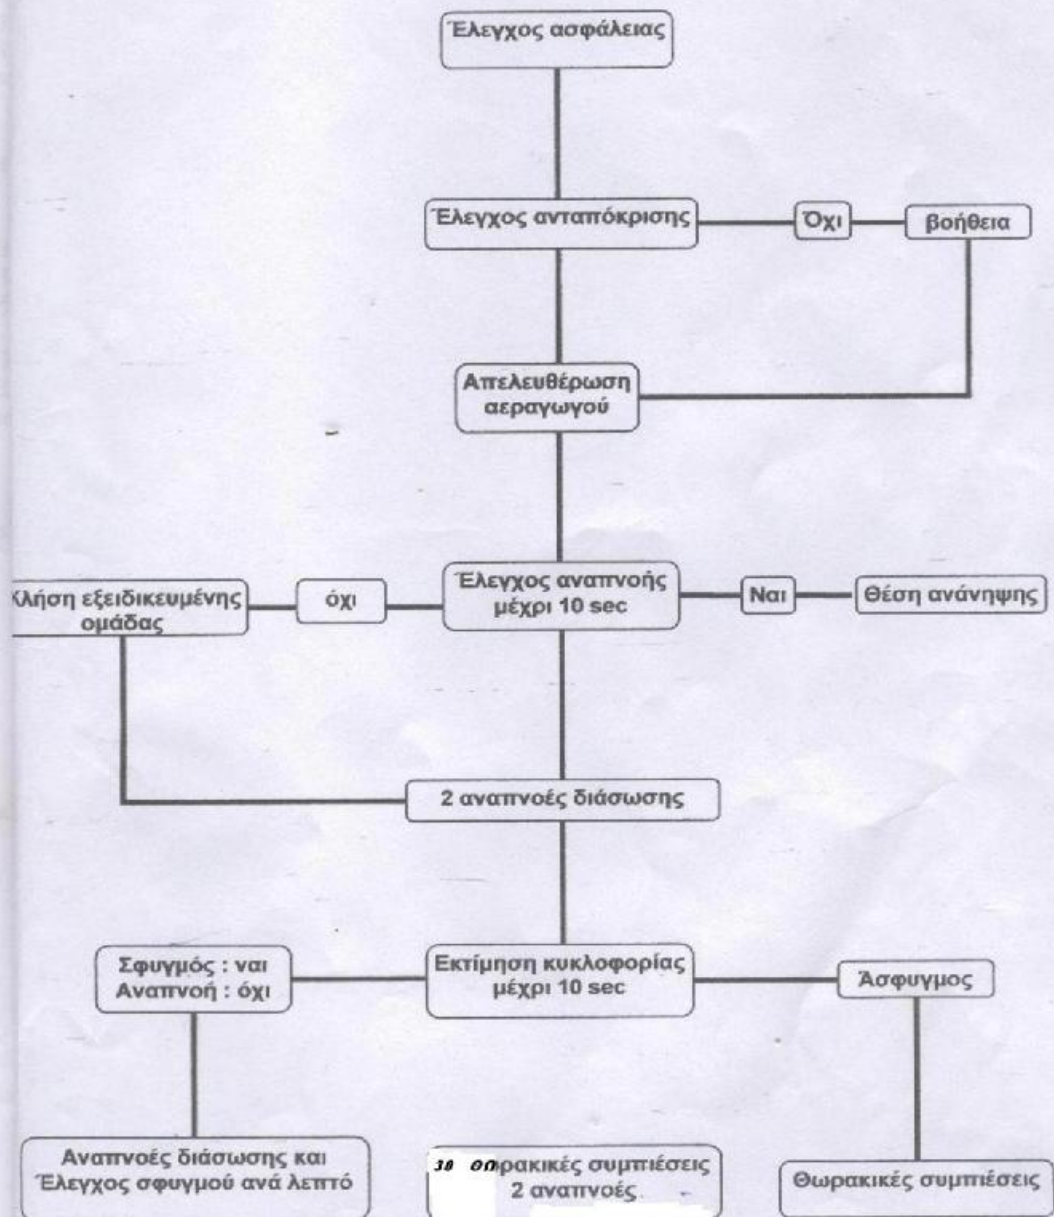 Έλεγχος ασφάλειας
Έλεγχος ανταπόκρισης
Όχι
βοήθεια
Απελευθέρωση
αεραγωγού
Κλήση εξειδικευμένης
ομάδας
όχι
Έλεγχος αναπνοής
μέχρι 10 sec
Ναι
Θέση ανάνηψης
2 αναπνοές διάσωσης
Σφυγμός : ναι
Αναπνοή : όχι
Εκτίμηση κυκλοφορίας
μέχρι 10 sec
Άσφυγμος
Αναπνοές διάσωσης και
Έλεγχος σφυγμού ανά λεπτό
συμπιέσεις
2 αναπνοές
Θωρακικές συμπιέσεις